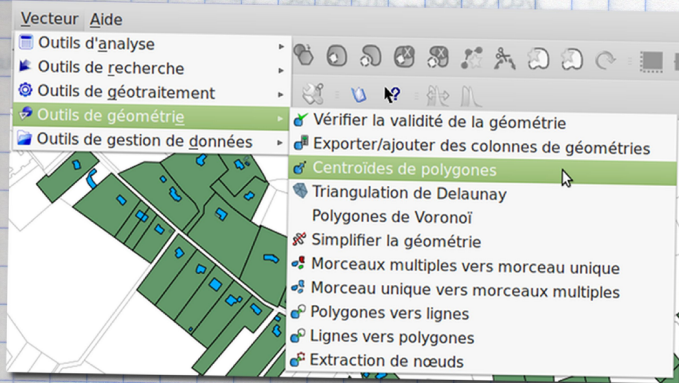 Vecteur Aide
Outils d'analyse
Outils de recherche
Outils de géotraitement
Outils de géométrie
Outils de gestion de données
Vérifier la validité de la géométrie
Exporter/ajouter des colonnes de géométries
Centroïdes de polygones
Triangulation de Delaunay
Polygones de Voronoï
Simplifier la géométrie
Morceaux multiples vers morceau unique
Morceau unique vers morceaux multiples
Polygones vers lignes
Lignes vers polygones
Extraction de nœuds